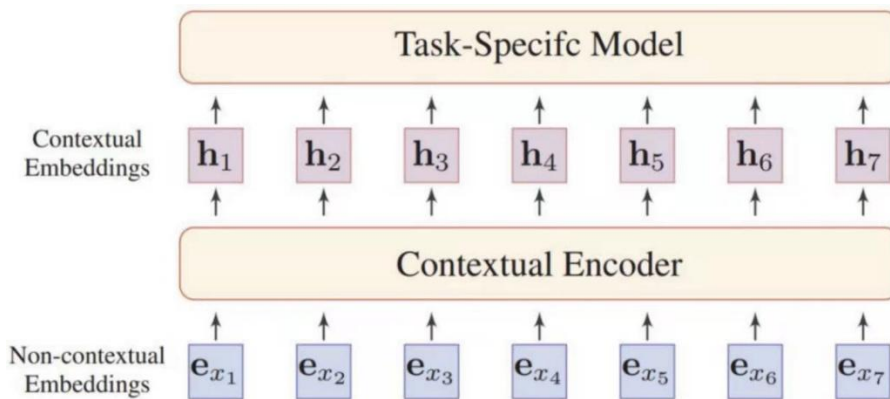 Task-Specifc Model
Contextual
Embeddings
h₁ h₂ h₃ h₄ h₅ h₆ h₇
Contextual Encoder
Non-contextual
Embeddings
eₓ₁ eₓ₂ eₓ₃ eₓ₄ eₓ₅ eₓ₆ eₓ₇